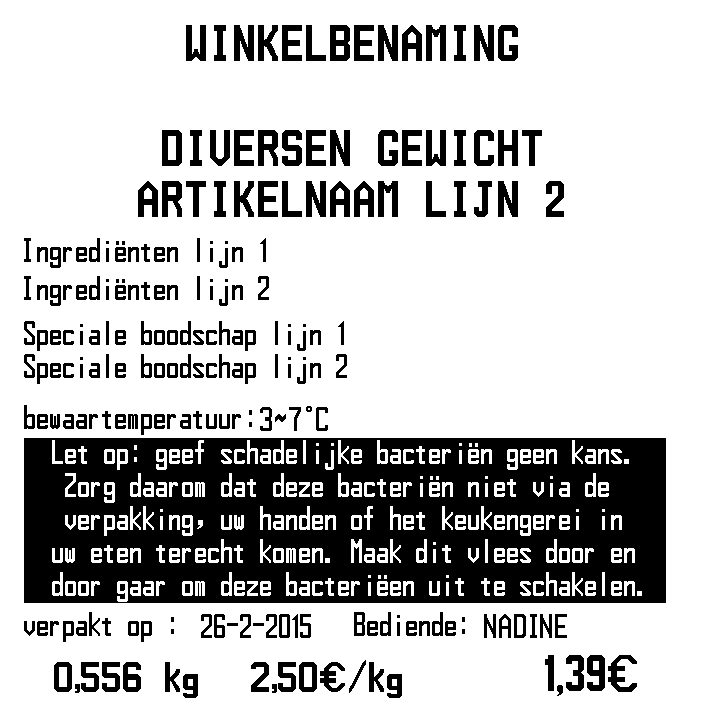 WINKELBENAMING
DIVERSEN GEWICHT
ARTIKELNAAM LIJN 2
Ingrediënten lijn 1
Ingrediënten lijn 2
Speciale boodschap lijn 1
Speciale boodschap lijn 2
bewaartemperatuur:3~7°C
Let op: geef schadelijke bacteriën geen kans.
Zorg daarom dat deze bacteriën niet via de
verpakking, uw handen of het keukengerei in
uw eten terecht komen. Maak dit vlees door en
door gaar om deze bacteriëen uit te schakelen.
verpakt op : 26-2-2015 Bediende: NADINE
0,556 kg 2,50€/kg 1,39€